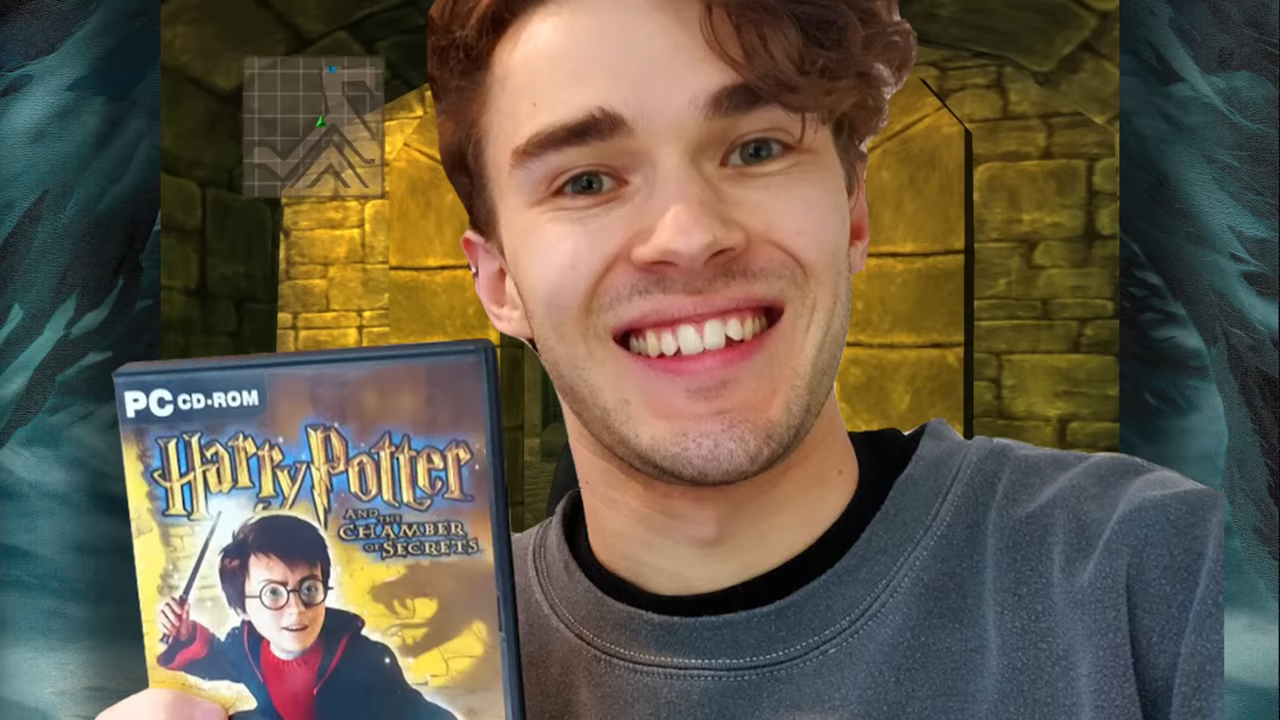 PC CD-ROM
Harry Potter
AND THE
CHAMBER
OF SECRETS